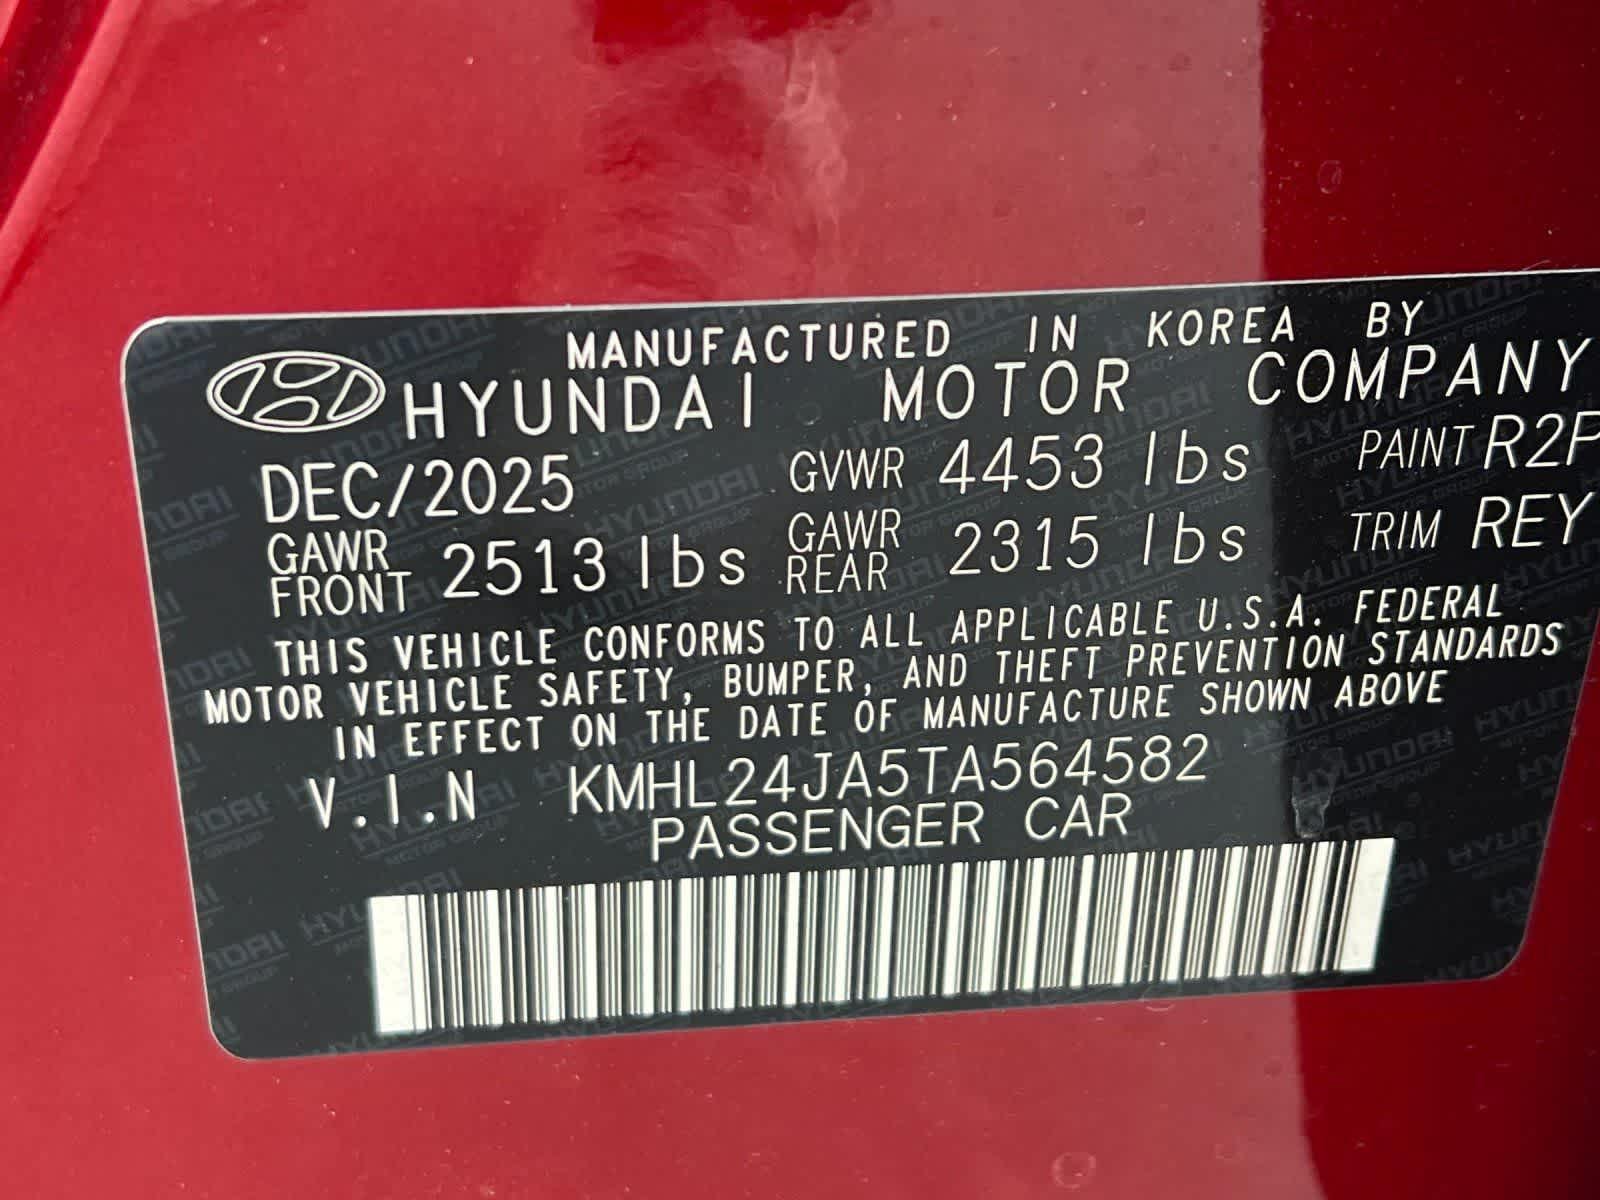 MANUFACTURED IN KOREA BY
HYUNDAI MOTOR COMPANY
DEC/2025 GVWR 4453 lbs PAINT R2P
GAWR FRONT 2513 lbs GAWR REAR 2315 lbs TRIM REY
THIS VEHICLE CONFORMS TO ALL APPLICABLE U.S.A. FEDERAL
MOTOR VEHICLE SAFETY, BUMPER, AND THEFT PREVENTION STANDARDS
IN EFFECT ON THE DATE OF MANUFACTURE SHOWN ABOVE
V.I.N KMHL24JA5TA564582
PASSENGER CAR